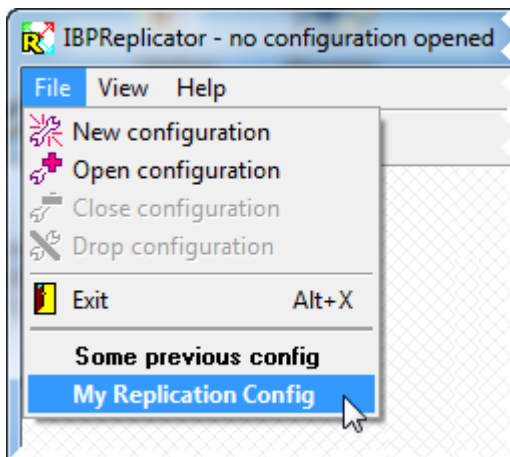 IBPReplicator - no configuration opened
File View Help
New configuration
Open configuration
Close configuration
Drop configuration
Exit Alt+X
Some previous config
My Replication Config